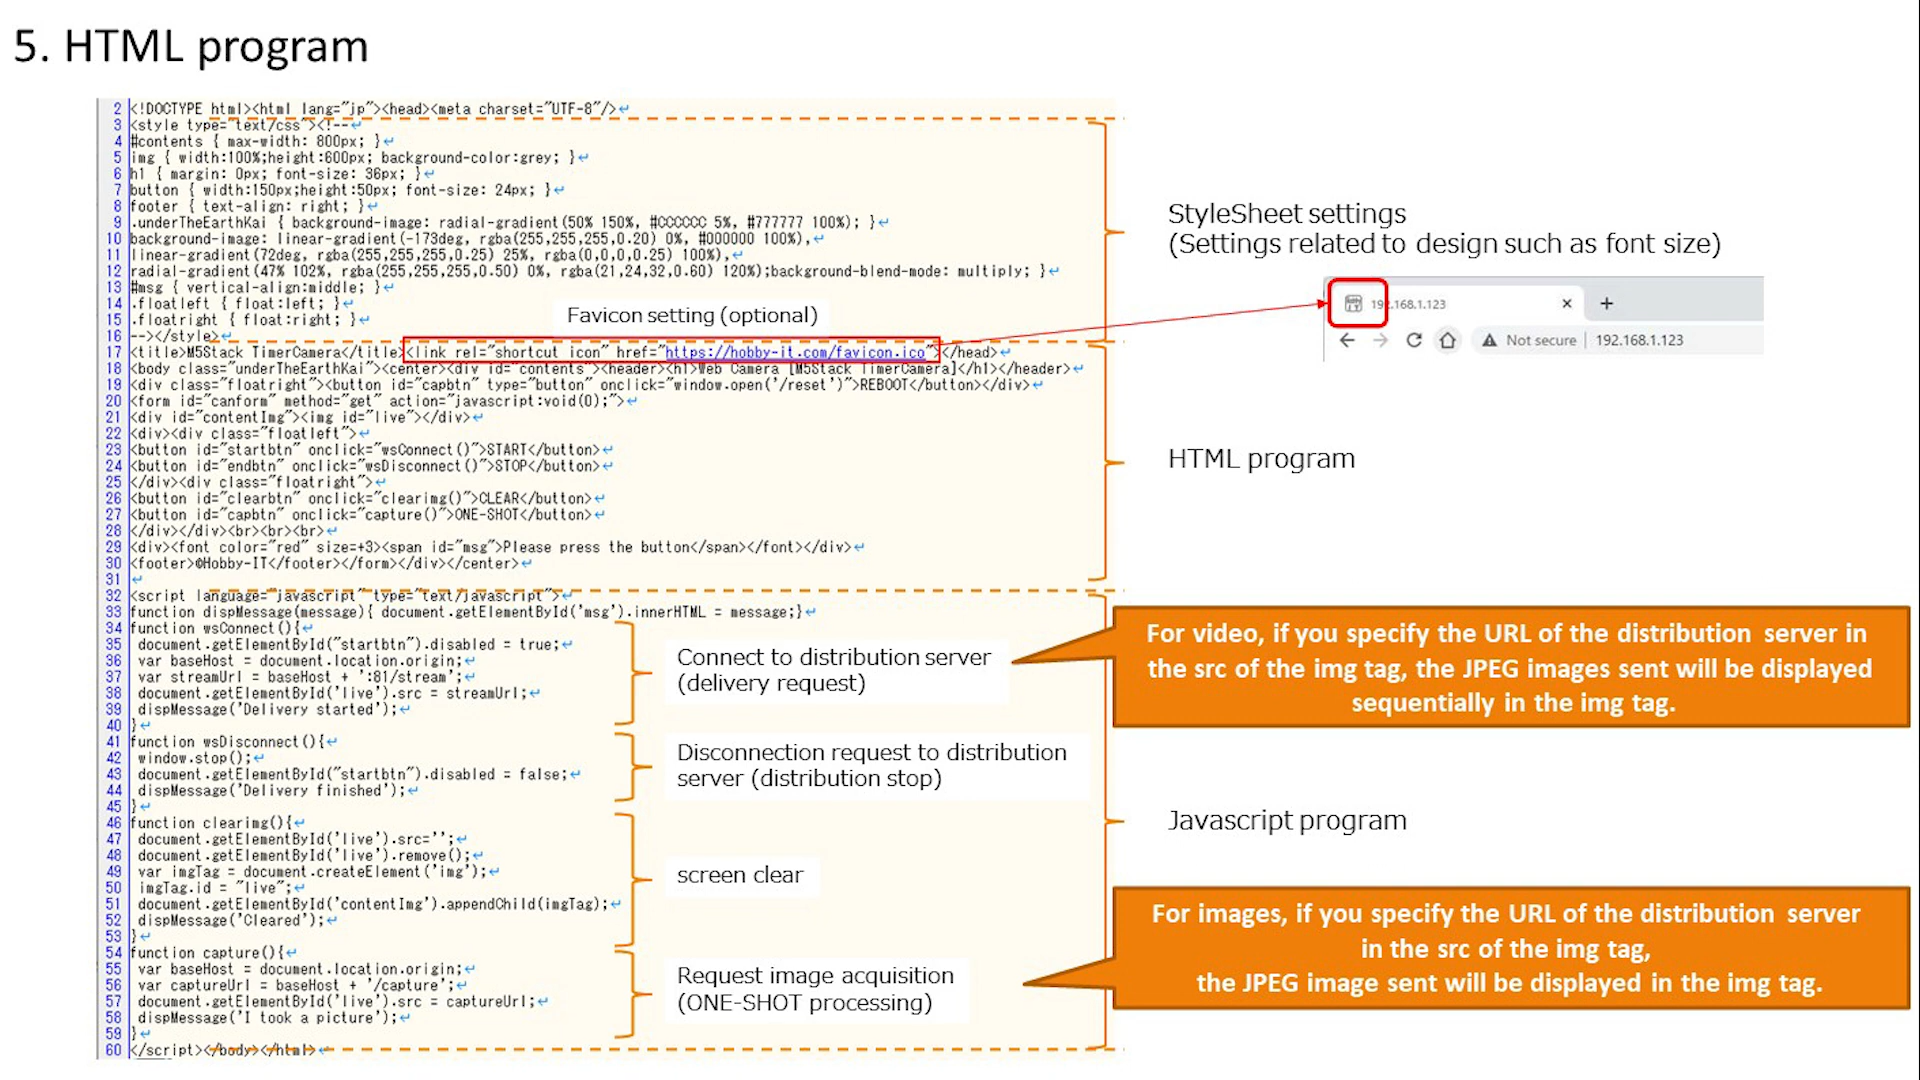 5. HTML program
2 <!DOCTYPE html><html lang="jp"><head><meta charset="UTF-8"/>↵
3 <style type="text/css"><!--↵
4 #contents { max-width: 800px; }↵
5 img { width:100%;height:600px; background-color:grey; }↵
6 h1 { margin: 0px; font-size: 36px; }↵
7 button { width:150px;height:50px; font-size: 24px; }↵
8 footer { text-align: right; }↵
9 .underTheEarthKai { background-image: radial-gradient(50% 150%, #CCCCCC 5%, #777777 100%); }↵
10 background-image: linear-gradient(-173deg, rgba(255,255,255,0.20) 0%, #000000 100%),↵
11 linear-gradient(72deg, rgba(255,255,255,0.25) 25%, rgba(0,0,0,0.25) 100%),↵
12 radial-gradient(47% 102%, rgba(255,255,255,0.50) 0%, rgba(21,24,32,0.60) 120%);background-blend-mode: multiply; }↵
13 #msg { vertical-align:middle; }↵
14 .floatleft { float:left; }↵
15 .floatright { float:right; }↵
16 --></style>↵
17 <title>M5Stack TimerCamera</title><link rel="shortcut icon" href="https://hobby-it.com/favicon.ico"></head>↵
18 <body class="underTheEarthKai"><center><div id="contents"><header><h1>Web Camera [M5Stack TimerCamera]</h1></header>↵
19 <div class="floatright"><button id="capbtn" type="button" onclick="window.open('/reset')">REBOOT</button></div>↵
20 <form id="canform" method="get" action="javascript:void(0);">↵
21 <div id="contentImg"><img id="live"></div>↵
22 <div><div class="floatleft">↵
23 <button id="startbtn" onclick="wsConnect()">START</button>↵
24 <button id="endbtn" onclick="wsDisconnect()">STOP</button>↵
25 </div><div class="floatright">↵
26 <button id="clearbtn" onclick="clearimg()">CLEAR</button>↵
27 <button id="capbtn" onclick="capture()">ONE-SHOT</button>↵
28 </div></div><br><br><br>↵
29 <div><font color="red" size=+3><span id="msg">Please press the button</span></font></div>↵
30 <footer>©Hobby-IT</footer></form></div></center>↵
31 ↵
32 <script language="javascript" type="text/javascript">↵
33 function dispMessage(message){ document.getElementById('msg').innerHTML = message;}↵
34 function wsConnect(){↵
35 document.getElementById("startbtn").disabled = true;↵
36 var baseHost = document.location.origin;↵
37 var streamUrl = baseHost + ':81/stream';↵
38 document.getElementById('live').src = streamUrl;↵
39 dispMessage('Delivery started');↵
40 }↵
41 function wsDisconnect(){↵
42 window.stop();↵
43 document.getElementById("startbtn").disabled = false;↵
44 dispMessage('Delivery finished');↵
45 }↵
46 function clearimg(){↵
47 document.getElementById('live').src='';↵
48 document.getElementById('live').remove();↵
49 var imgTag = document.createElement('img');↵
50 imgTag.id = "live";↵
51 document.getElementById('contentImg').appendChild(imgTag);↵
52 dispMessage('Cleared');↵
53 }↵
54 function capture(){↵
55 var baseHost = document.location.origin;↵
56 var captureUrl = baseHost + '/capture';↵
57 document.getElementById('live').src = captureUrl;↵
58 dispMessage('I took a picture');↵
59 }↵
60 </script></body></html>↵
Favicon setting (optional)
StyleSheet settings
(Settings related to design such as font size)
192.168.1.123 × +
Not secure | 192.168.1.123
HTML program
Connect to distribution server
(delivery request)
For video, if you specify the URL of the distribution server in
the src of the img tag, the JPEG images sent will be displayed
sequentially in the img tag.
Disconnection request to distribution
server (distribution stop)
Javascript program
screen clear
Request image acquisition
(ONE-SHOT processing)
For images, if you specify the URL of the distribution server
in the src of the img tag,
the JPEG image sent will be displayed in the img tag.